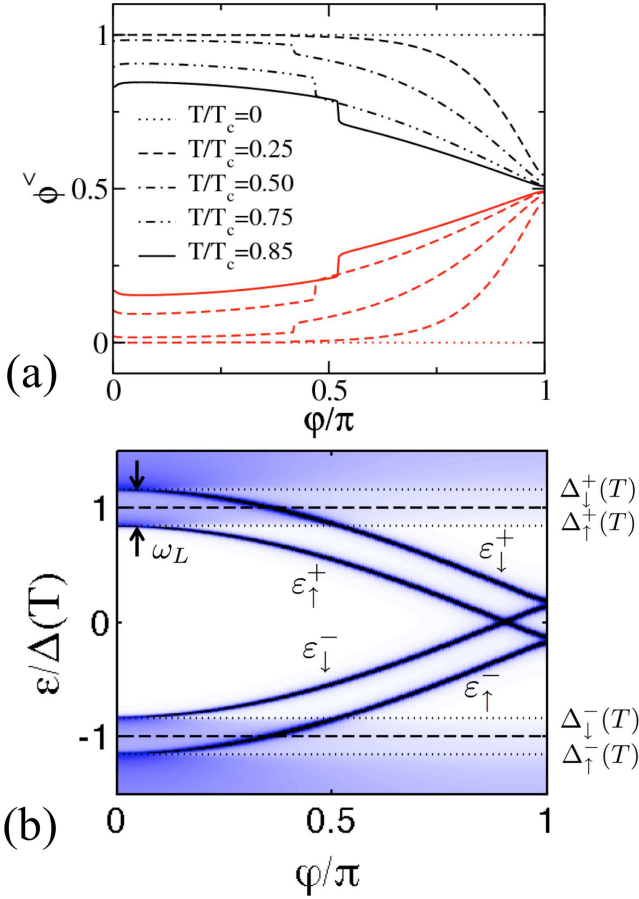 1
0.5
0
ϕ^<
T/T_c=0
T/T_c=0.25
T/T_c=0.50
T/T_c=0.75
T/T_c=0.85
0 0.5 1
φ/π
(a)
1
0
-1
ε/Δ(T)
ω_L
ε_↓^+
ε_↑^+
ε_↓^-
ε_↑^-
Δ_↓^+(T)
Δ_↑^+(T)
Δ_↓^-(T)
Δ_↑^-(T)
0 0.5 1
φ/π
(b)